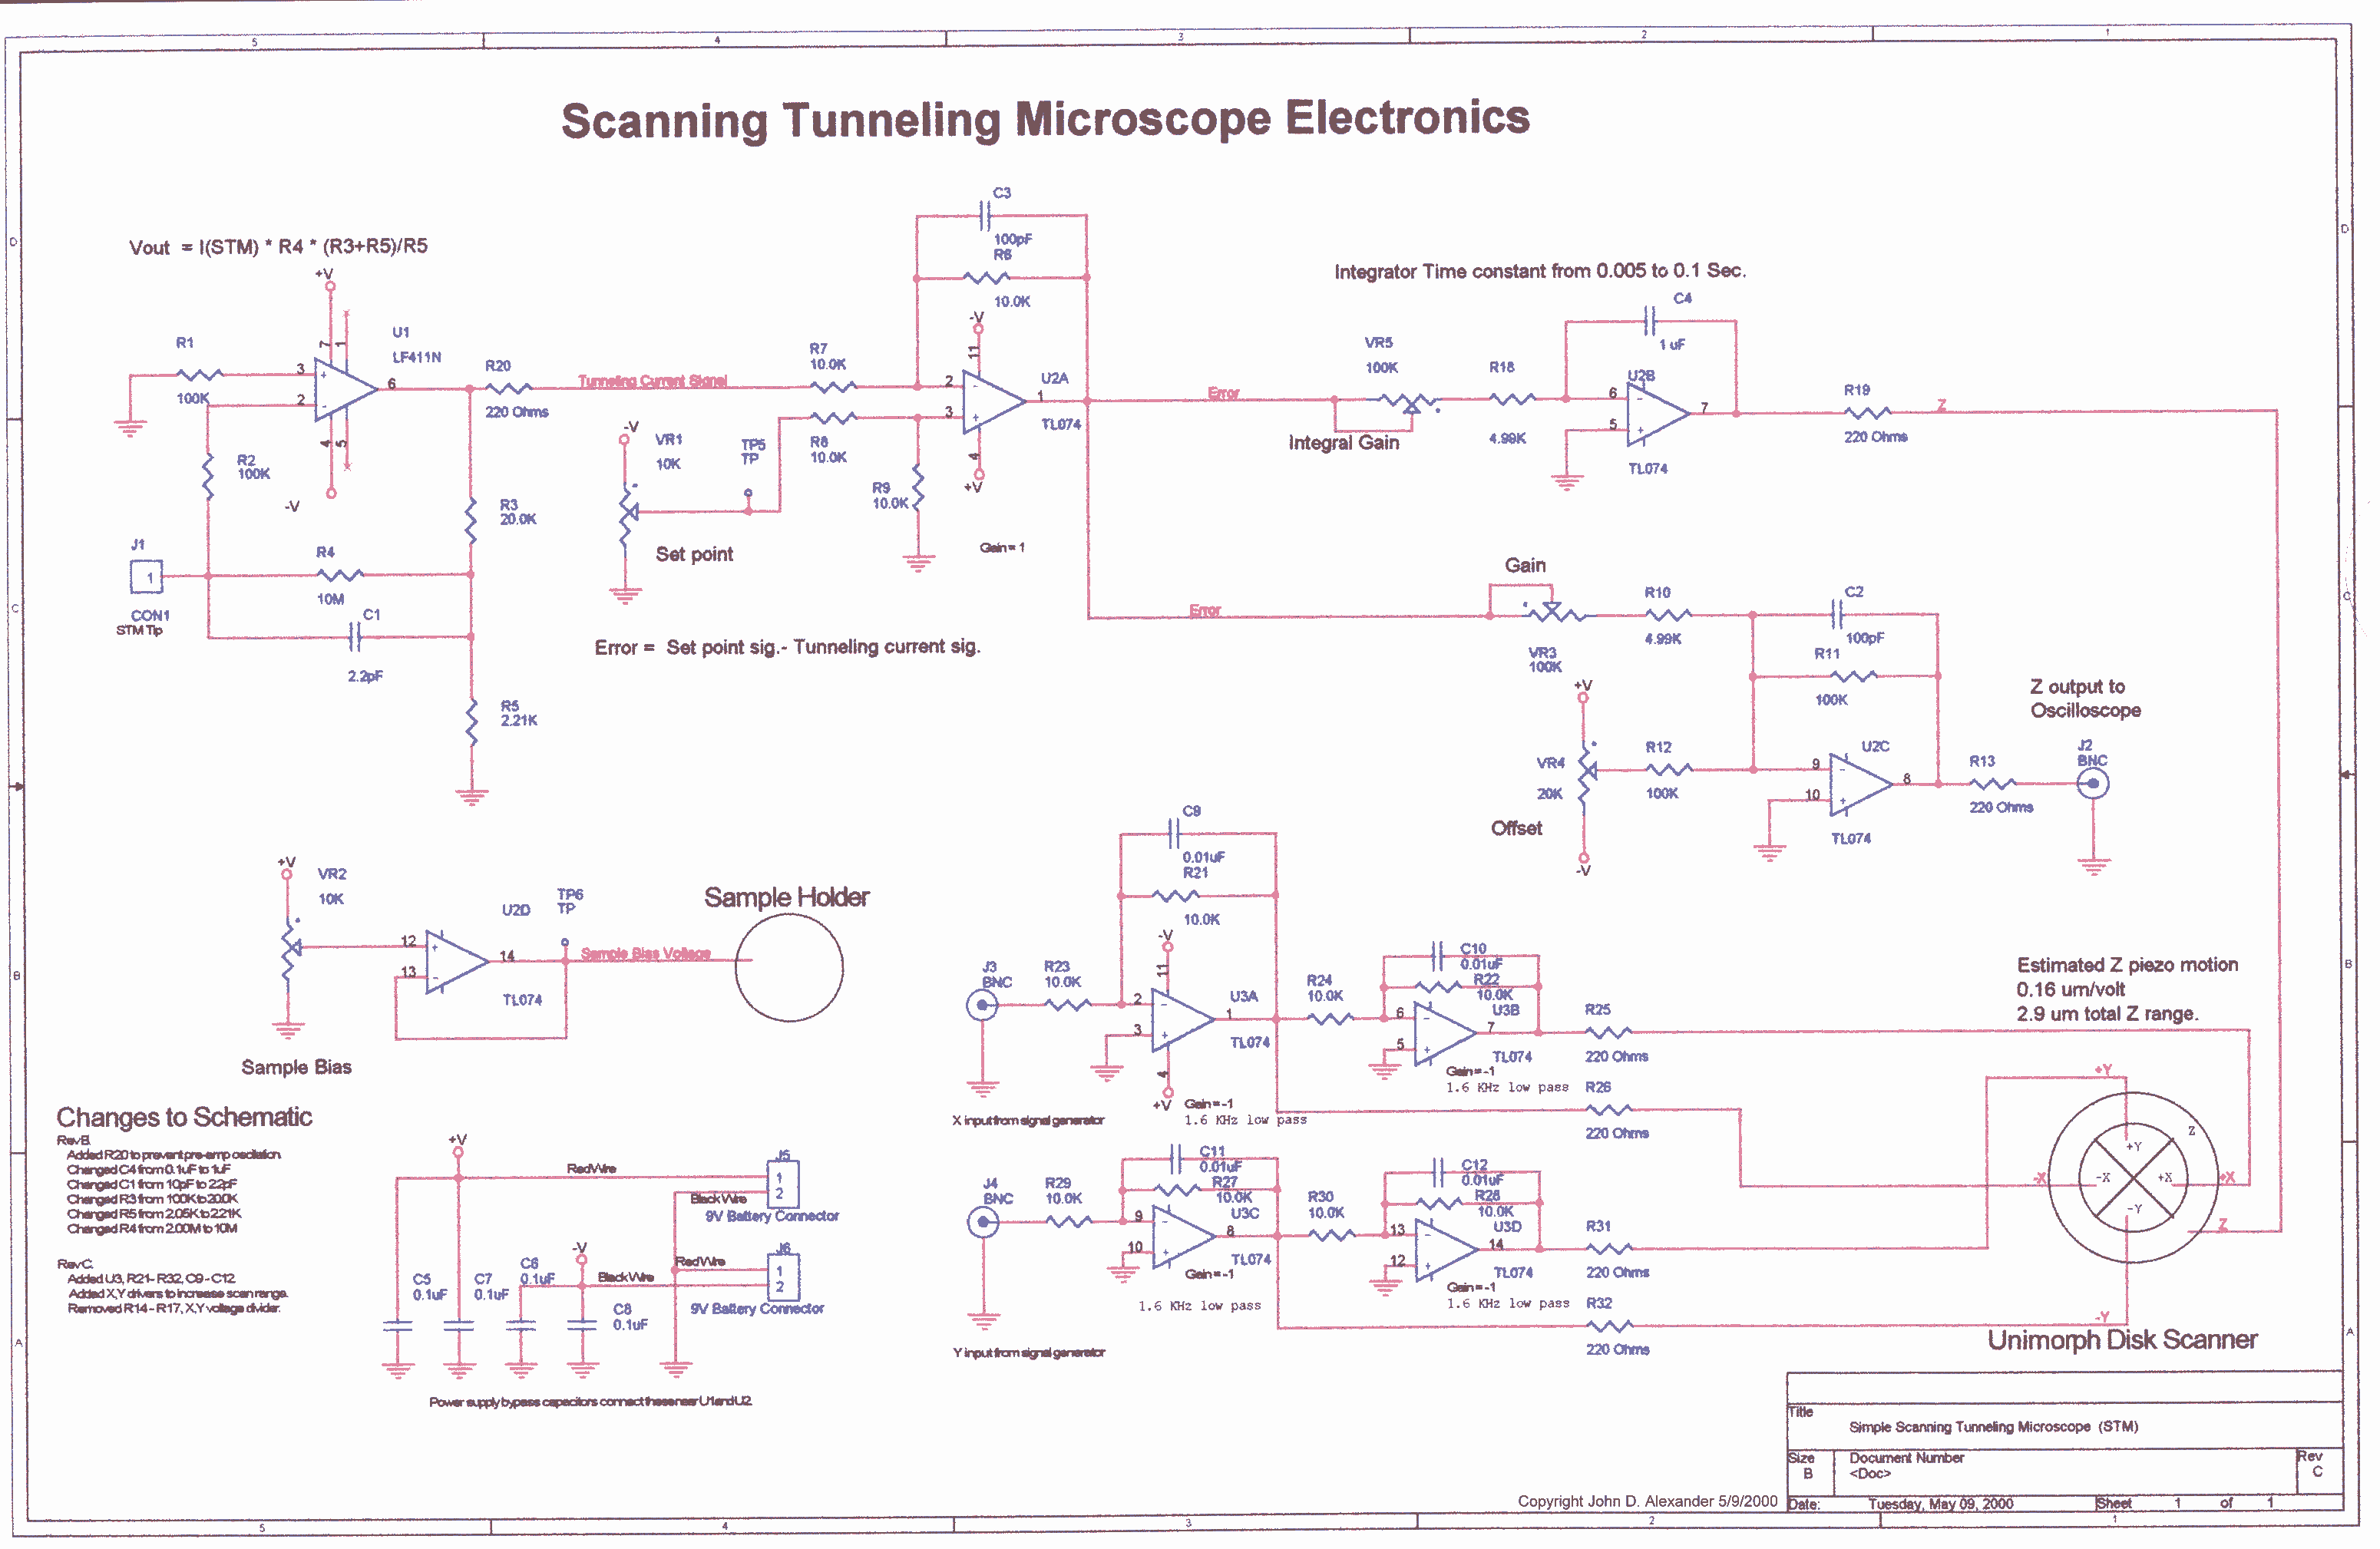 5
4
3
2
1
Scanning Tunneling Microscope Electronics
D
D
Vout = I(STM) * R4 * (R3+R5)/R5
+V
R1
100K
3
2
7
1
U1
LF411N
6
4
5
-V
R2
100K
R20
220 Ohms
Tunneling Current Signal
R3
20.0K
J1
1
CON1
STM Tip
R4
10M
C1
2.2pF
R5
2.21K
-V
VR1
10K
TP5
TP
Set point
R7
10.0K
R8
10.0K
R9
10.0K
C3
100pF
R6
10.0K
-V
11
2
3
1
U2A
TL074
4
+V
Gain= 1
Error = Set point sig.- Tunneling current sig.
Error
Integrator Time constant from 0.005 to 0.1 Sec.
VR5
100K
Integral Gain
R18
4.99K
C4
1 uF
U2B
6
5
7
TL074
R19
220 Ohms
Z
C
C
Error
Gain
VR3
100K
R10
4.99K
C2
100pF
R11
100K
+V
VR4
20K
Offset
-V
R12
100K
U2C
9
10
8
TL074
R13
220 Ohms
Z output to
Oscilloscope
J2
BNC
+V
VR2
10K
Sample Bias
U2D
12
13
14
TL074
TP6
TP
Sample Bias Voltage
Sample Holder
B
B
J3
BNC
X input from signal generator
R23
10.0K
C9
0.01uF
R21
10.0K
-V
11
2
3
1
U3A
TL074
4
+V
Gain=-1
1.6 KHz low pass
R24
10.0K
C10
0.01uF
R22
10.0K
U3B
6
5
7
TL074
Gain=-1
1.6 KHz low pass
R25
220 Ohms
R26
220 Ohms
Estimated Z piezo motion
0.16 um/volt
2.9 um total Z range.
+Y
Z
+Y
-X
+X
-Y
-X
+X
Z
-Y
Unimorph Disk Scanner
J4
BNC
Y input from signal generator
R29
10.0K
C11
0.01uF
R27
10.0K
U3C
9
10
8
TL074
Gain=-1
1.6 KHz low pass
R30
10.0K
C12
0.01uF
R28
10.0K
U3D
13
12
14
TL074
Gain=-1
1.6 KHz low pass
R31
220 Ohms
R32
220 Ohms
Changes to Schematic
RevB
Added R20 to prevent pre-amp oscillation
Changed C4 from 0.1uF to 1uF
Changed C1 from 10pF to 2.2pF
Changed R3 from 100K to 20.0K
Changed R5 from 2.05K to 2.21K
Changed R4 from 2.00M to 10M
RevC
Added U3, R21- R32, C9-C12
Added X,Y drivers to increase scan range.
Removed R14-R17, X,Y voltage divider.
+V
Red Wire
J5
1
2
Black Wire
9V Battery Connector
-V
Black Wire
Red Wire
J6
1
2
9V Battery Connector
C5
0.1uF
C7
0.1uF
C6
0.1uF
C8
0.1uF
Power supply bypass capacitors connect these near U1 and U2
A
A
Title
Simple Scanning Tunneling Microscope (STM)
Size
B
Document Number
<Doc>
Rev
C
Copyright John D. Alexander 5/9/2000
Date:
Tuesday, May 09, 2000
Sheet 1 of 1
5
4
3
2
1